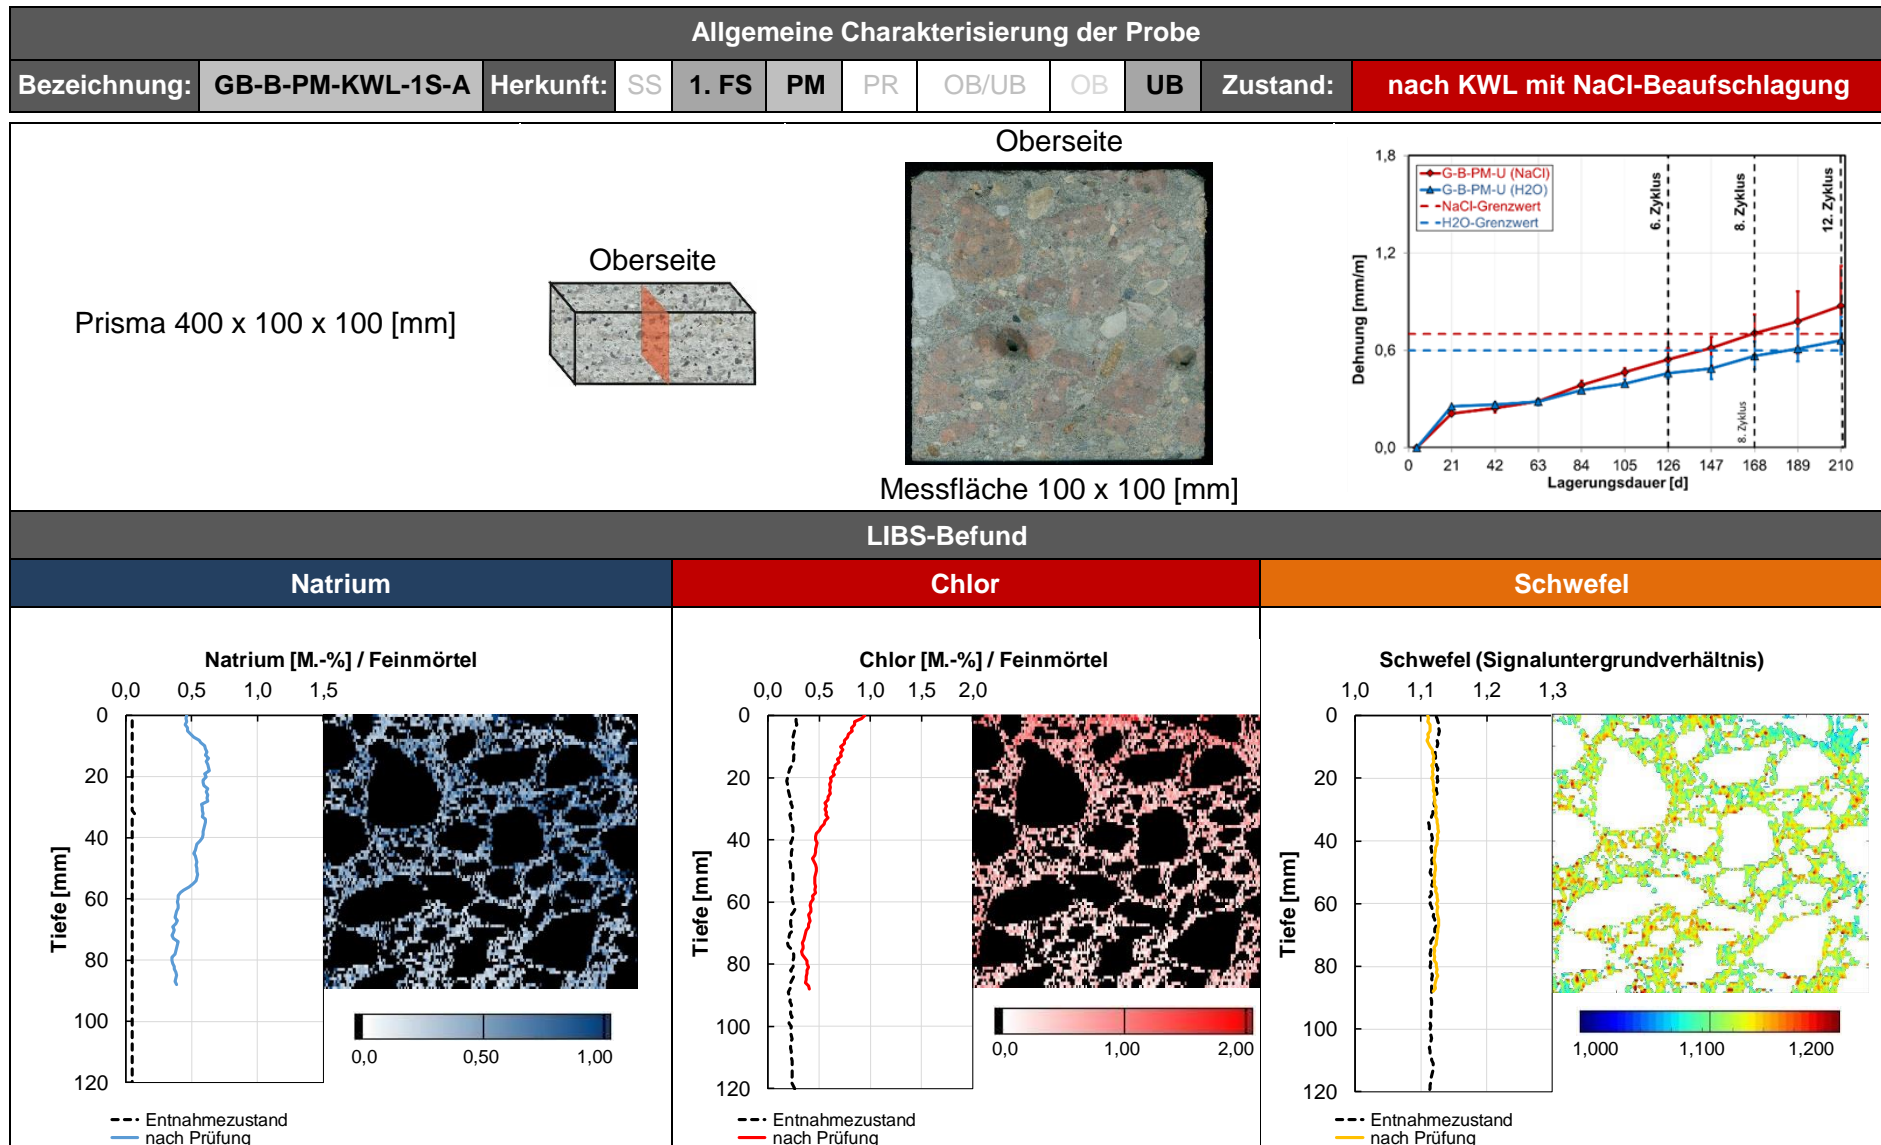 Allgemeine Charakterisierung der Probe
Bezeichnung: GB-B-PM-KWL-1S-A Herkunft: SS 1. FS PM PR OB/UB OB UB Zustand: nach KWL mit NaCl-Beaufschlagung
Prisma 400 x 100 x 100 [mm]
Oberseite
Oberseite
Messfläche 100 x 100 [mm]
1,8
1,2
0,6
0,0
Dehnung [mm/m]
G-B-PM-U (NaCl)
G-B-PM-U (H2O)
NaCl-Grenzwert
H2O-Grenzwert
6. Zyklus
8. Zyklus
12. Zyklus
8. Zyklus
0 21 42 63 84 105 126 147 168 189 210
Lagerungsdauer [d]
LIBS-Befund
Natrium
Chlor
Schwefel
Natrium [M.-%] / Feinmörtel
0,0 0,5 1,0 1,5
0
20
40
60
80
100
120
Tiefe [mm]
0,0 0,50 1,00
Entnahmezustand
nach Prüfung
Chlor [M.-%] / Feinmörtel
0,0 0,5 1,0 2,0
0
20
40
60
80
100
120
Tiefe [mm]
0,0 1,00 2,00
Entnahmezustand
nach Prüfung
Schwefel (Signaluntergrundverhältnis)
1,0 1,1 1,2 1,3
0
20
40
60
80
100
120
Tiefe [mm]
1,000 1,100 1,200
Entnahmezustand
nach Prüfung